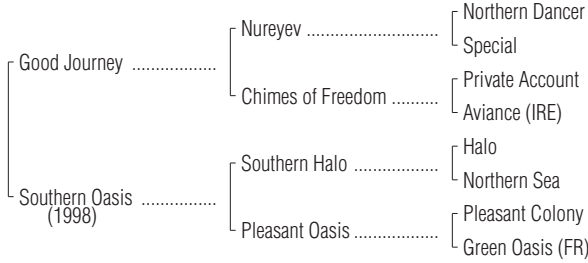 Northern Dancer
Nureyev ............................
Special
Good Journey ..................
Private Account
Chimes of Freedom ..........
Aviance (IRE)
Halo
Southern Halo ..................
Northern Sea
Southern Oasis ................
(1998)
Pleasant Colony
Pleasant Oasis ..................
Green Oasis (FR)